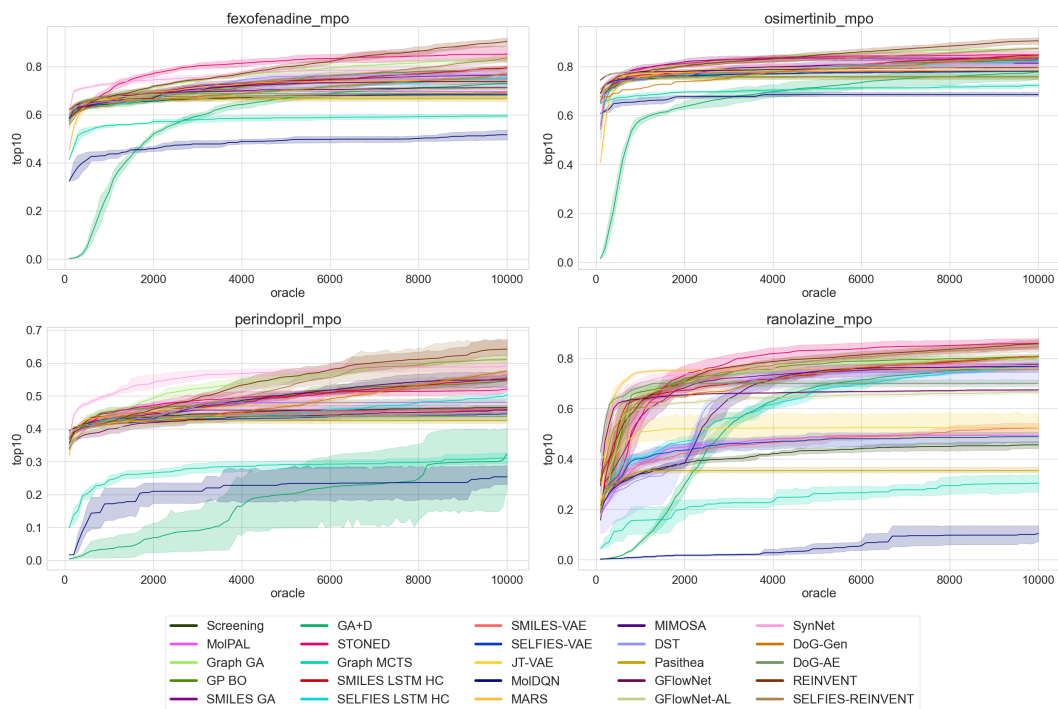 fexofenadine_mpo
top10
0.8
0.6
0.4
0.2
0.0
0 2000 4000 6000 8000 10000
oracle
osimertinib_mpo
top10
0.8
0.6
0.4
0.2
0.0
0 2000 4000 6000 8000 10000
oracle
perindopril_mpo
top10
0.7
0.6
0.5
0.4
0.3
0.2
0.1
0.0
0 2000 4000 6000 8000 10000
oracle
ranolazine_mpo
top10
0.8
0.6
0.4
0.2
0.0
0 2000 4000 6000 8000 10000
oracle
Screening
MolPAL
Graph GA
GP BO
SMILES GA
GA+D
STONED
Graph MCTS
SMILES LSTM HC
SELFIES LSTM HC
SMILES-VAE
SELFIES-VAE
JT-VAE
MolDQN
MARS
MIMOSA
DST
Pasithea
GFlowNet
GFlowNet-AL
SynNet
DoG-Gen
DoG-AE
REINVENT
SELFIES-REINVENT